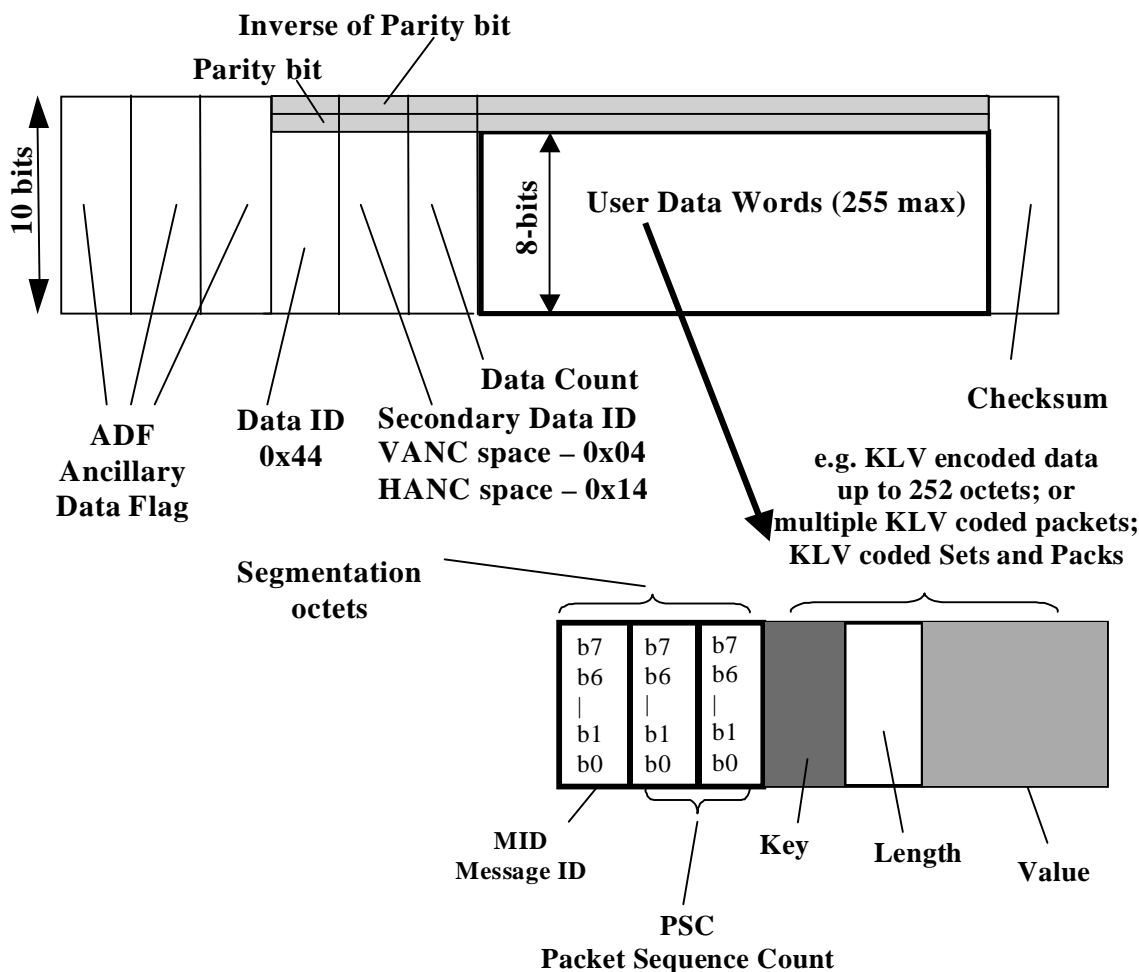 Inverse of Parity bit
Parity bit
10 bits
8-bits
User Data Words (255 max)
Data Count
Secondary Data ID
VANC space – 0x04
HANC space – 0x14
Data ID
0x44
ADF
Ancillary
Data Flag
Checksum
e.g. KLV encoded data
up to 252 octets; or
multiple KLV coded packets;
KLV coded Sets and Packs
Segmentation
octets
b7 b7 b7
b6 b6 b6
| | |
b1 b1 b1
b0 b0 b0
MID
Message ID
Key
Length
Value
PSC
Packet Sequence Count